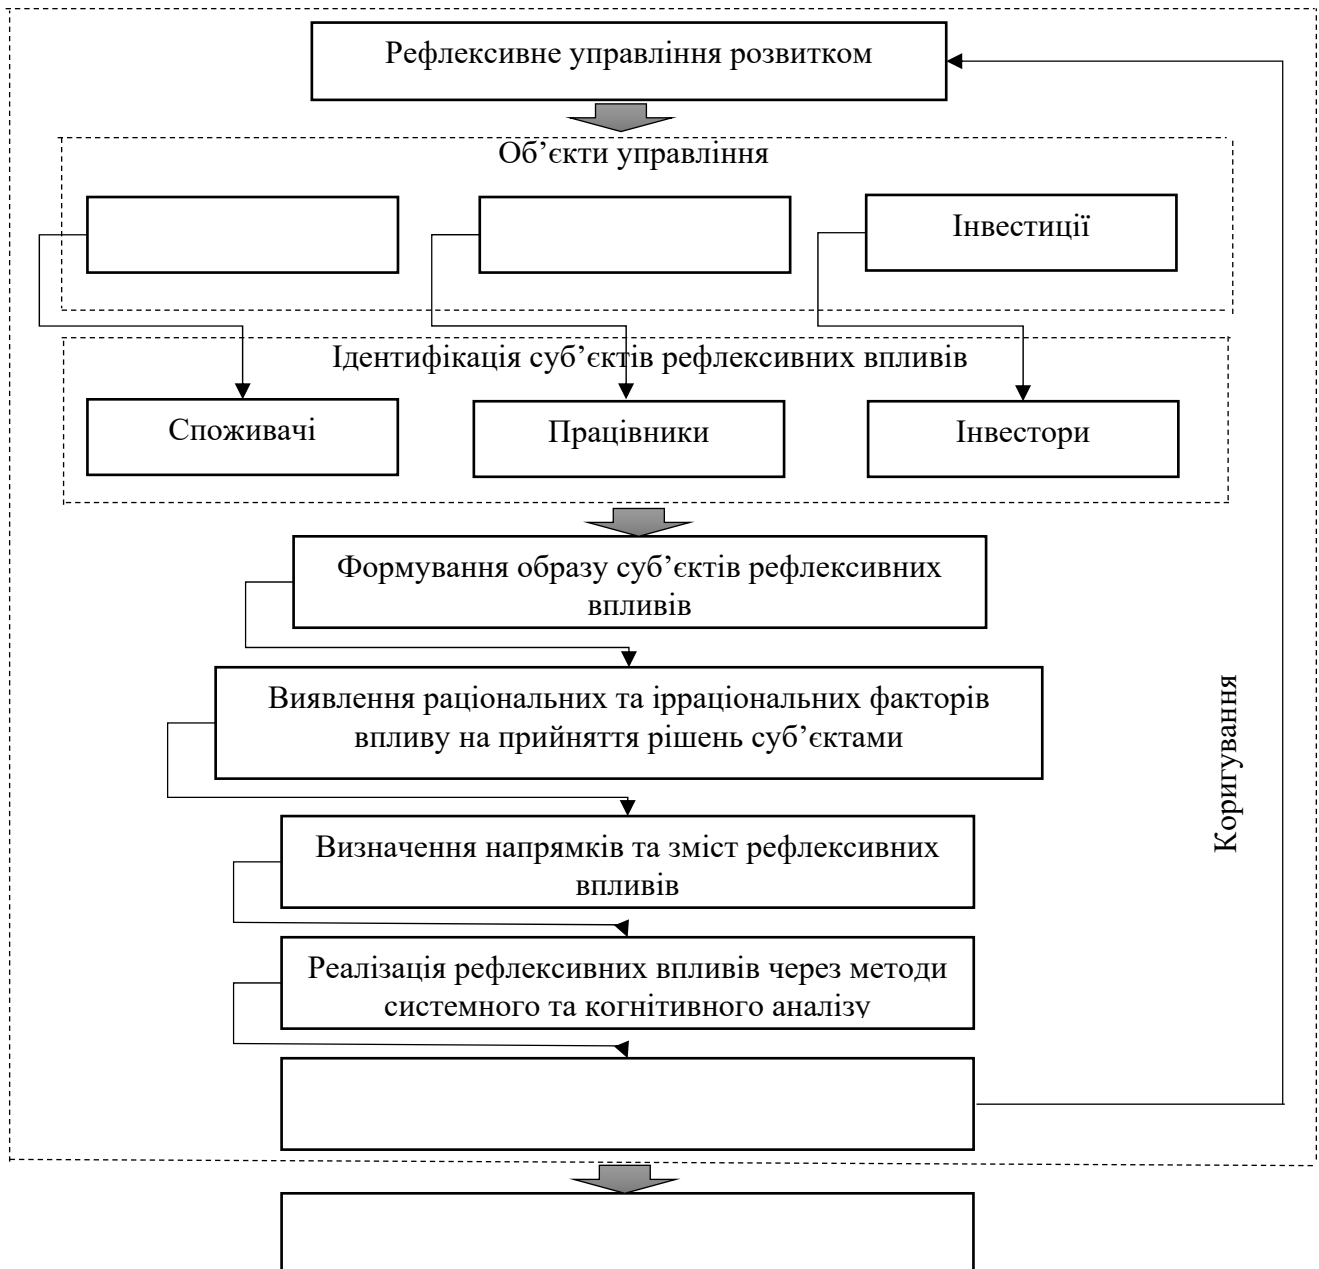 Рефлексивне управління розвитком
Об’єкти управління
Інвестиції
Ідентифікація суб’єктів рефлексивних впливів
Споживачі
Працівники
Інвестори
Формування образу суб’єктів рефлексивних
впливів
Виявлення раціональних та ірраціональних факторів
впливу на прийняття рішень суб’єктами
Визначення напрямків та зміст рефлексивних
впливів
Реалізація рефлексивних впливів через методи
системного та когнітивного аналізу
Коригування